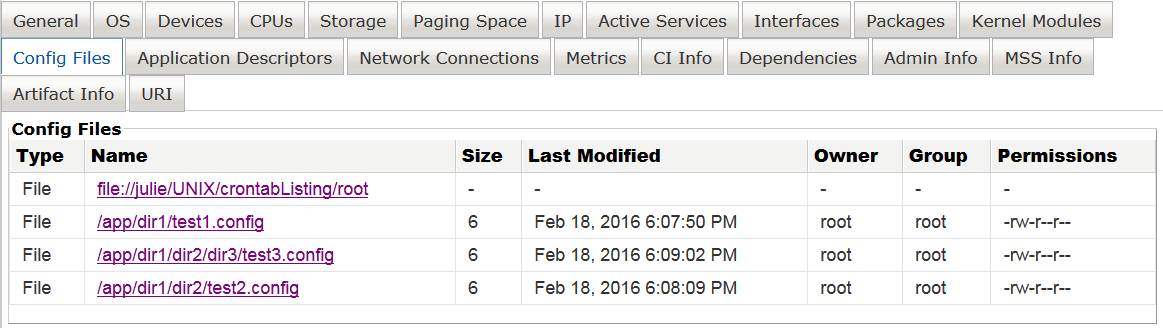 General OS Devices CPUs Storage Paging Space IP Active Services Interfaces Packages Kernel Modules
Config Files Application Descriptors Network Connections Metrics CI Info Dependencies Admin Info MSS Info
Artifact Info URI
Config Files
Type Name Size Last Modified Owner Group Permissions
File file://julie/UNIX/crontabListing/root - - - - -
File /app/dir1/test1.config 6 Feb 18, 2016 6:07:50 PM root root -rw-r--r--
File /app/dir1/dir2/dir3/test3.config 6 Feb 18, 2016 6:09:02 PM root root -rw-r--r--
File /app/dir1/dir2/test2.config 6 Feb 18, 2016 6:08:09 PM root root -rw-r--r--